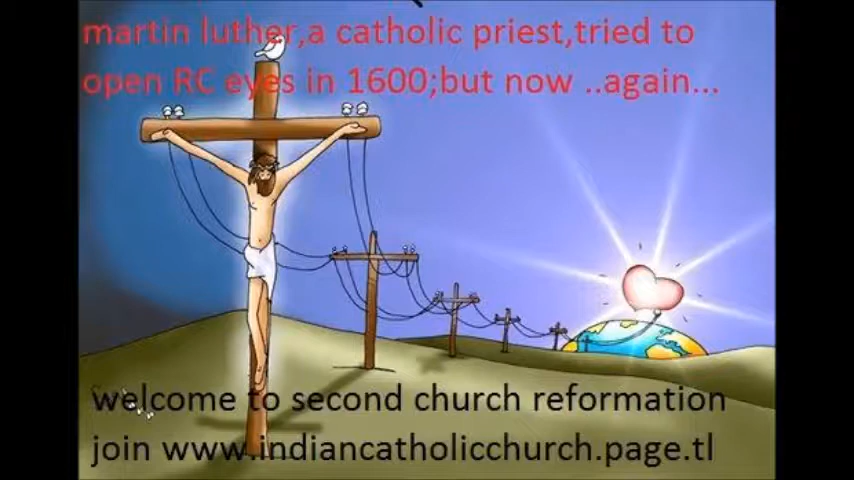 martin luther,a catholic priest,tried to
open RC eyes in 1600;but now ..again...
welcome to second church reformation
join www.indiancatholicchurch.page.tl